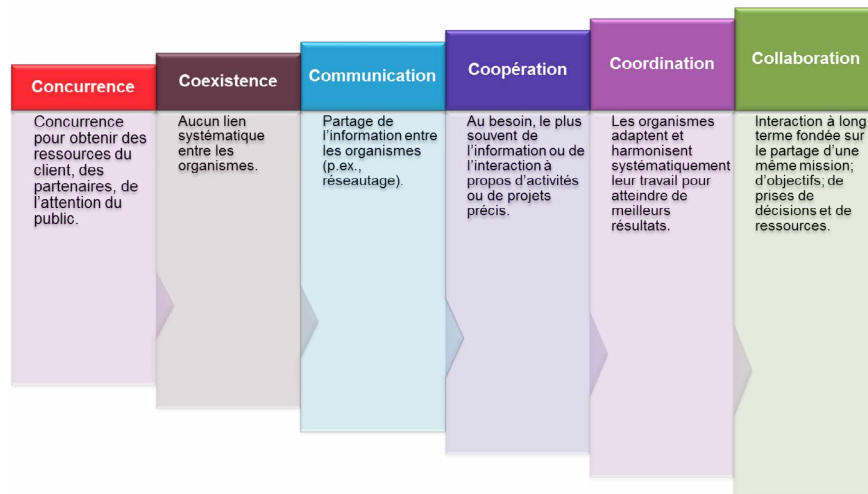 Concurrence
Concurrence
pour obtenir des
ressources du
client, des
partenaires, de
l'attention du
public.
Coexistence
Aucun lien
systématique
entre les
organismes.
Communication
Partage de
l'information entre
les organismes
(p.ex.,
réseautage).
Coopération
Au besoin, le plus
souvent de
l'information ou de
l'interaction à
propos d'activités
ou de projets
précis.
Coordination
Les organismes
adaptent et
harmonisent
systématiquement
leur travail pour
atteindre de
meilleurs
résultats.
Collaboration
Interaction à long
terme fondée sur
le partage d'une
même mission;
d'objectifs; de
prises de
décisions et de
ressources.